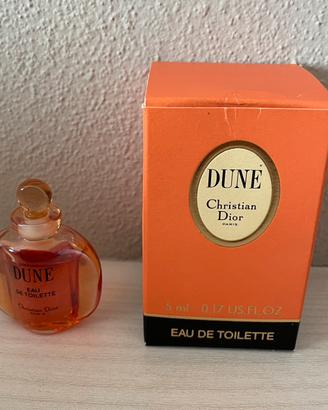 DUNE
EAU
DE TOILETTE
Christian Dior
DUNE
Christian
Dior
PARIS
5 ml - 0.17 US.FL.OZ
EAU DE TOILETTE